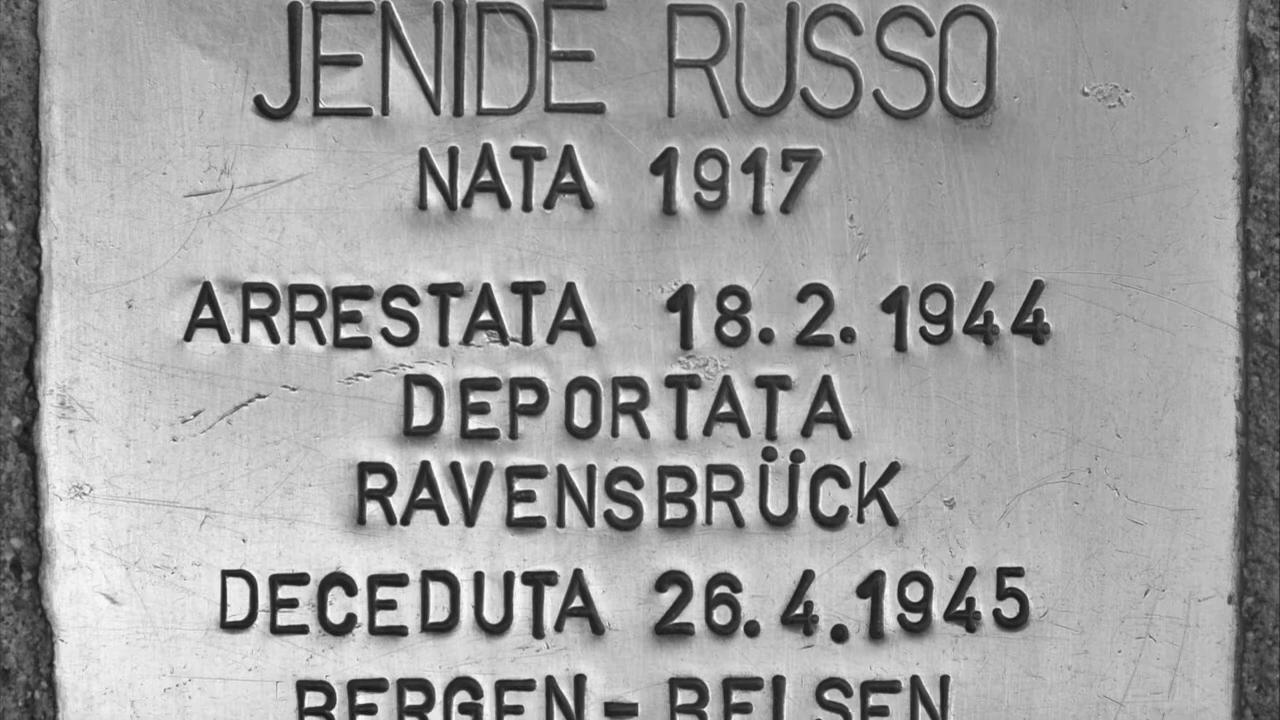 JENIDE RUSSO
NATA 1917
ARRESTATA 18.2.1944
DEPORTATA
RAVENSBRÜCK
DECEDUTA 26.4.1945
BERGEN-BELSEN